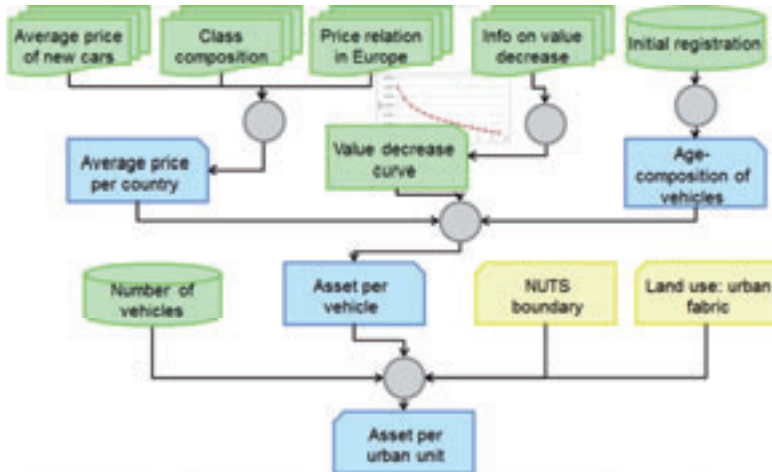 Average price
of new cars
Class
composition
Price relation
in Europe
Info on value
decrease
Initial registration
Average price
per country
Value decrease
curve
Age-
composition of
vehicles
Number of
vehicles
Asset per
vehicle
NUTS
boundary
Land use: urban
fabric
Asset per
urban unit